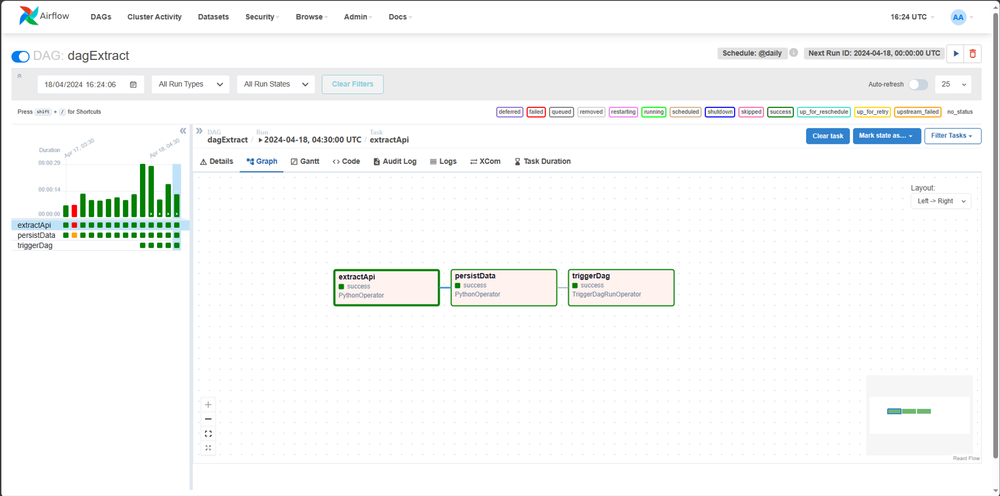 Airflow DAGs Cluster Activity Datasets Security Browse Admin Docs 16:24 UTC AA
DAG: dagExtract Schedule: @daily i Next Run ID: 2024-04-18, 00:00:00 UTC
18/04/2024 16:24:06 All Run Types All Run States Clear Filters Auto-refresh 25
Press shift + / for Shortcuts deferred failed queued removed restarting running scheduled shutdown skipped success up_for_reschedule up_for_retry upstream_failed no_status
DAG Run Task
dagExtract / 2024-04-18, 04:30:00 UTC / extractApi
Clear task Mark state as... Filter Tasks
Details Graph Gantt <> Code Audit Log Logs XCom Task Duration
Apr 17, 03:30 Apr 18, 04:30
Duration
00:00:29
00:00:14
00:00:00
extractApi
persistData
triggerDag
Layout:
Left -> Right
extractApi
success
PythonOperator
persistData
success
PythonOperator
triggerDag
success
TriggerDagRunOperator
React Flow